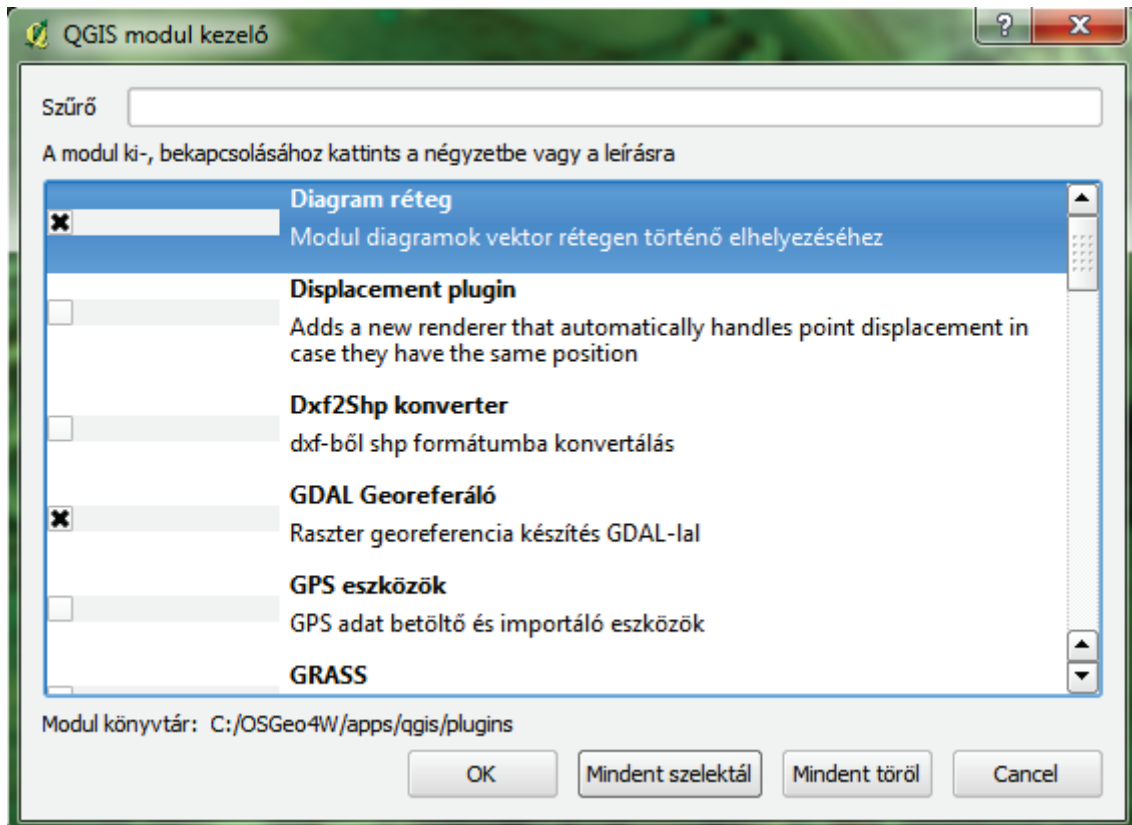 QGIS modul kezelő
?
X
Szűrő
A modul ki-, bekapcsolásához kattints a négyzetbe vagy a leírásra
Diagram réteg
Modul diagramok vektor rétegen történő elhelyezéséhez
Displacement plugin
Adds a new renderer that automatically handles point displacement in
case they have the same position
Dxf2Shp konverter
dxf-ből shp formátumba konvertálás
GDAL Georeferáló
Raszter georeferencia készítés GDAL-lal
GPS eszközök
GPS adat betöltő és importáló eszközök
GRASS
Modul könyvtár: C:/OSGeo4W/apps/qgis/plugins
OK
Mindent szelektál
Mindent töröl
Cancel